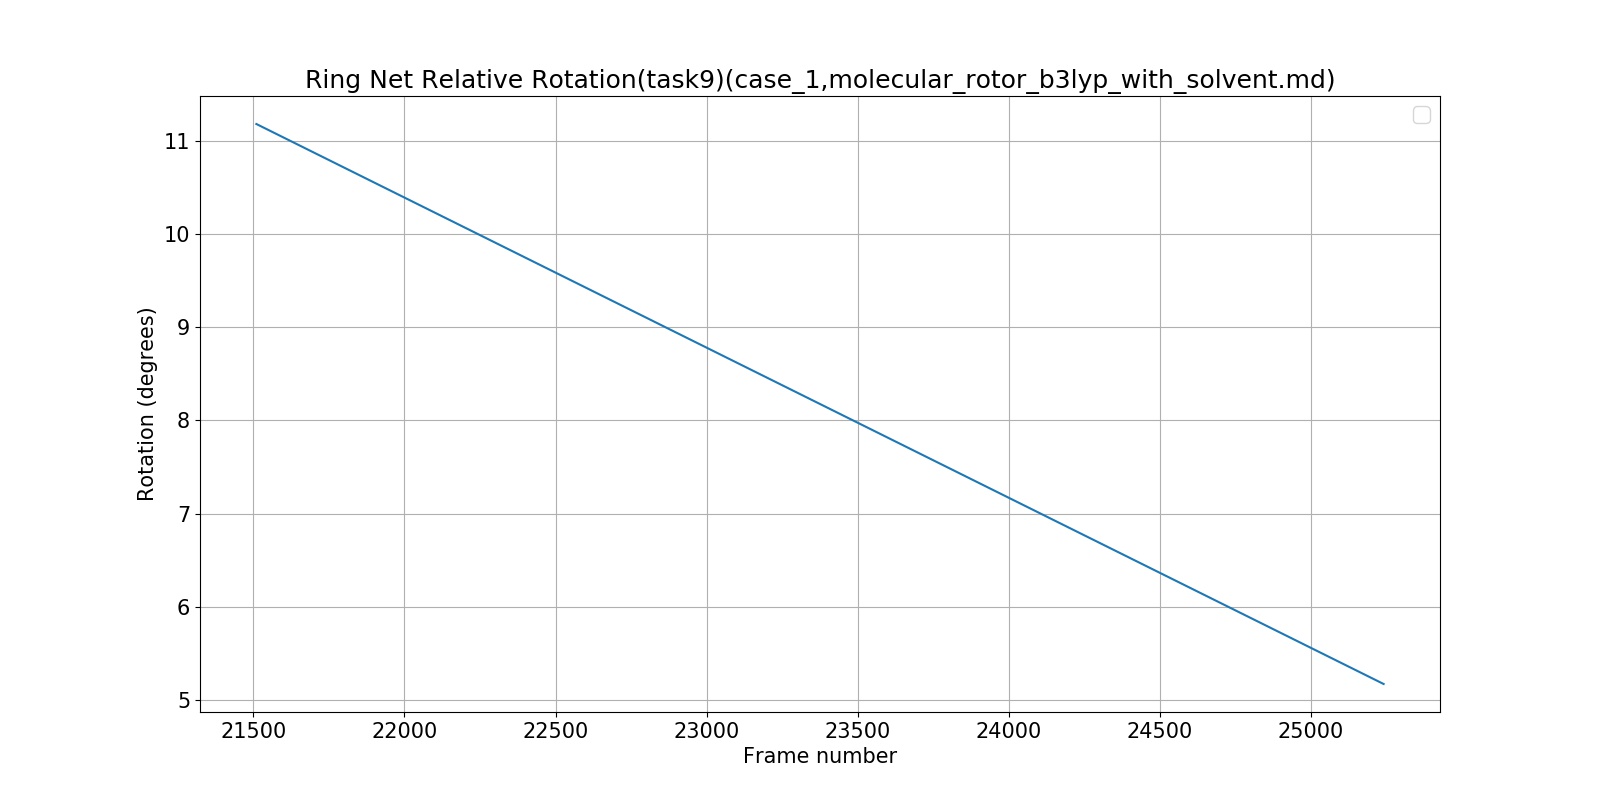 Ring Net Relative Rotation(task9)(case_1,molecular_rotor_b3lyp_with_solvent.md)
11
10
9
8
7
6
5
Rotation (degrees)
21500 22000 22500 23000 23500 24000 24500 25000
Frame number